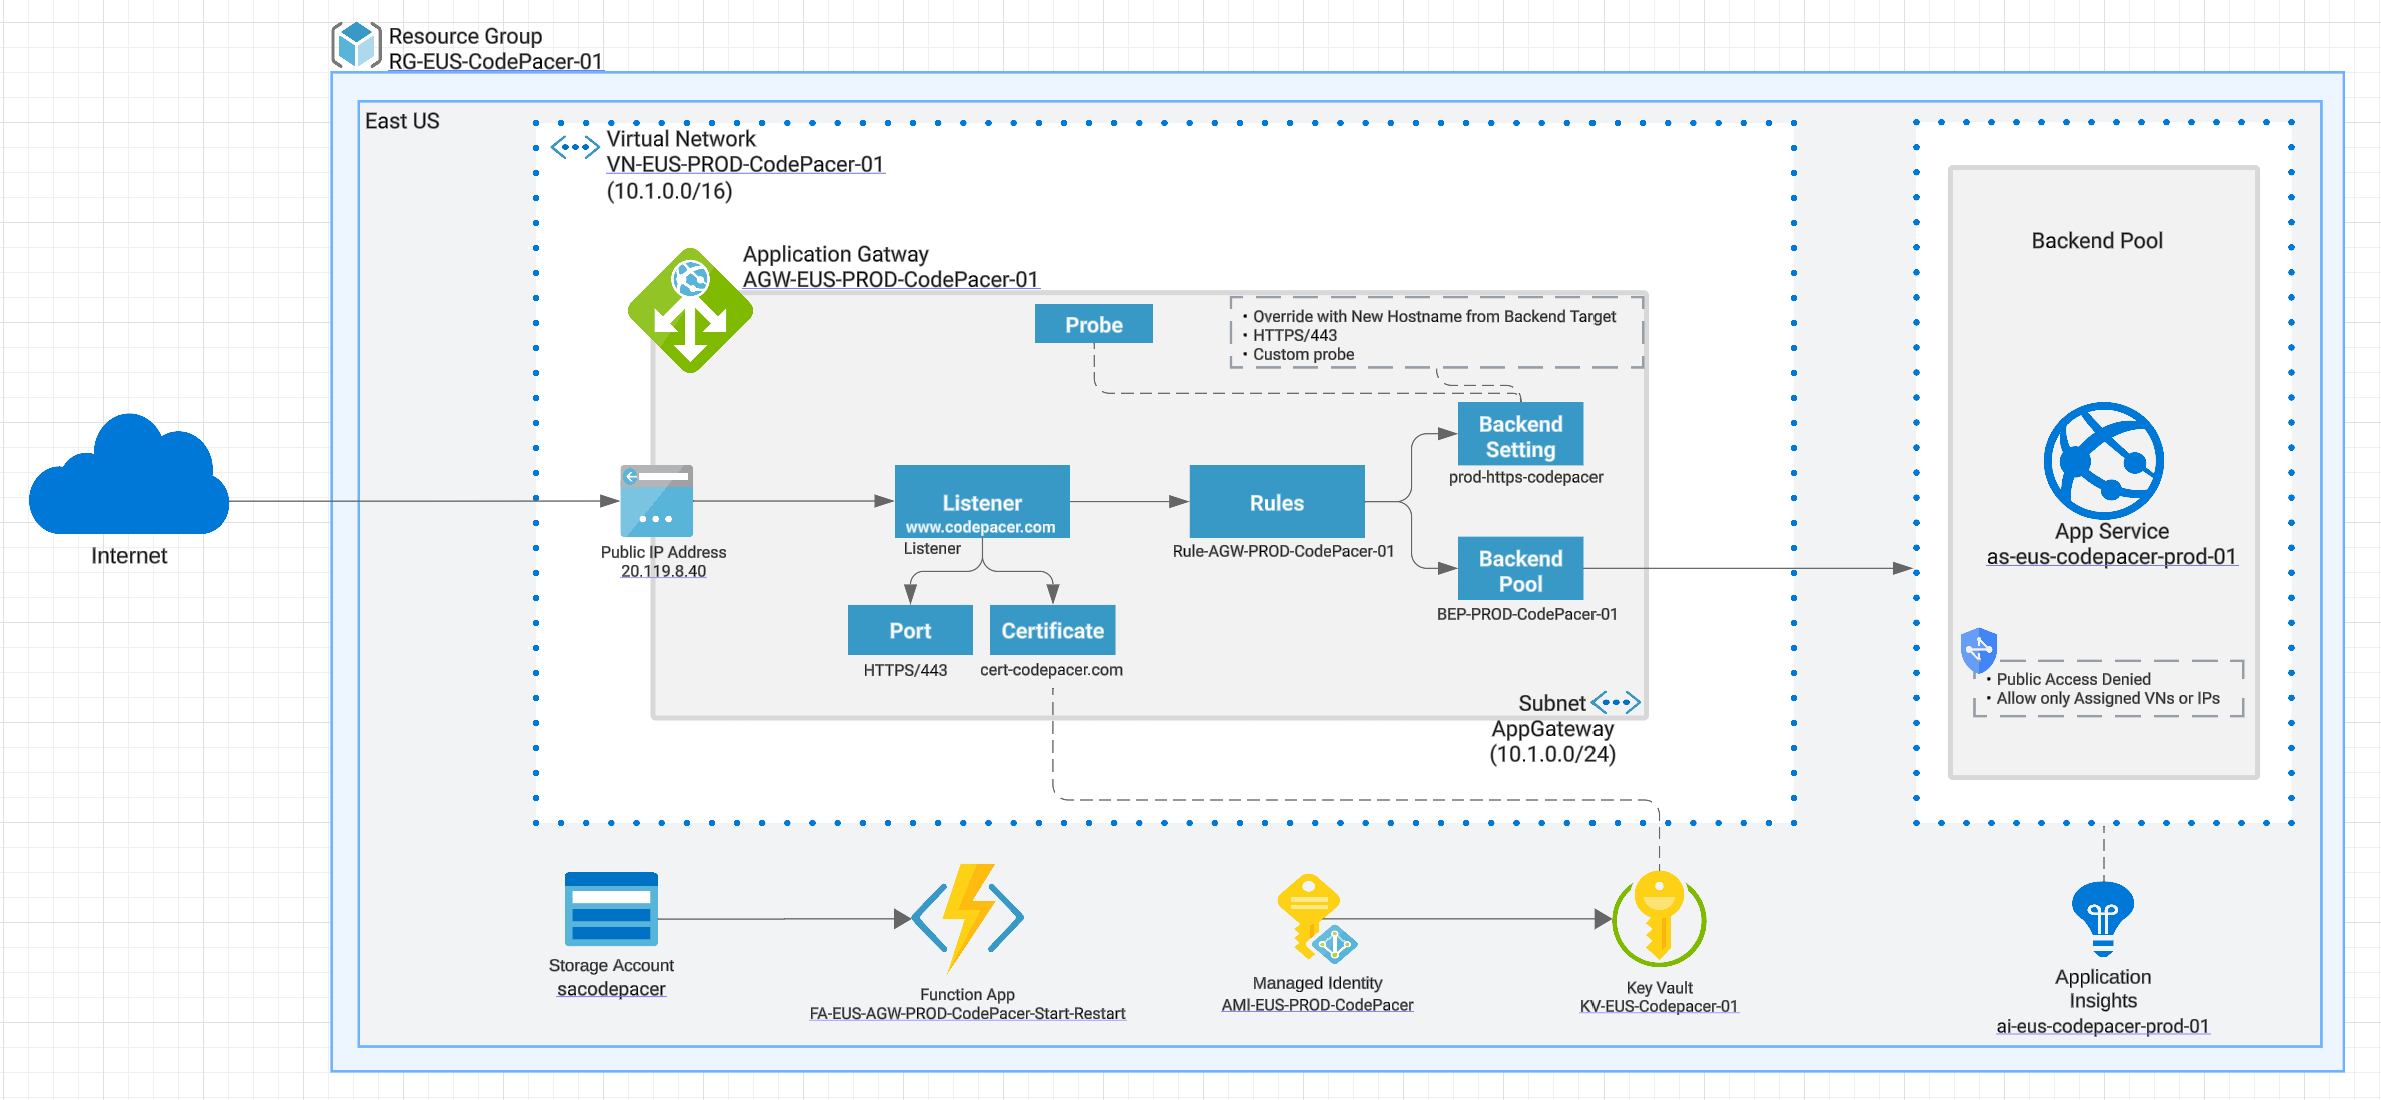 Resource Group
RG-EUS-CodePacer-01
East US
Virtual Network
VN-EUS-PROD-CodePacer-01
(10.1.0.0/16)
Application Gatway
AGW-EUS-PROD-CodePacer-01
Probe
• Override with New Hostname from Backend Target
• HTTPS/443
• Custom probe
Backend Pool
Internet
Public IP Address
20.119.8.40
Listener
www.codepacer.com
Listener
Port
HTTPS/443
Certificate
cert-codepacer.com
Rules
Rule-AGW-PROD-CodePacer-01
Backend
Setting
prod-https-codepacer
Backend
Pool
BEP-PROD-CodePacer-01
Subnet
AppGateway
(10.1.0.0/24)
App Service
as-eus-codepacer-prod-01
• Public Access Denied
• Allow only Assigned VNs or IPs
Storage Account
sacodepacer
Function App
FA-EUS-AGW-PROD-CodePacer-Start-Restart
Managed Identity
AMI-EUS-PROD-CodePacer
Key Vault
KV-EUS-Codepacer-01
Application
Insights
ai-eus-codepacer-prod-01